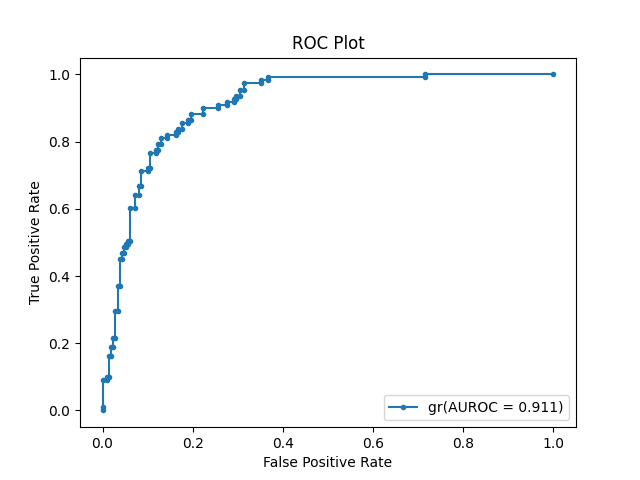 ROC Plot
True Positive Rate
1.0
0.8
0.6
0.4
0.2
0.0
gr(AUROC = 0.911)
0.0 0.2 0.4 0.6 0.8 1.0
False Positive Rate